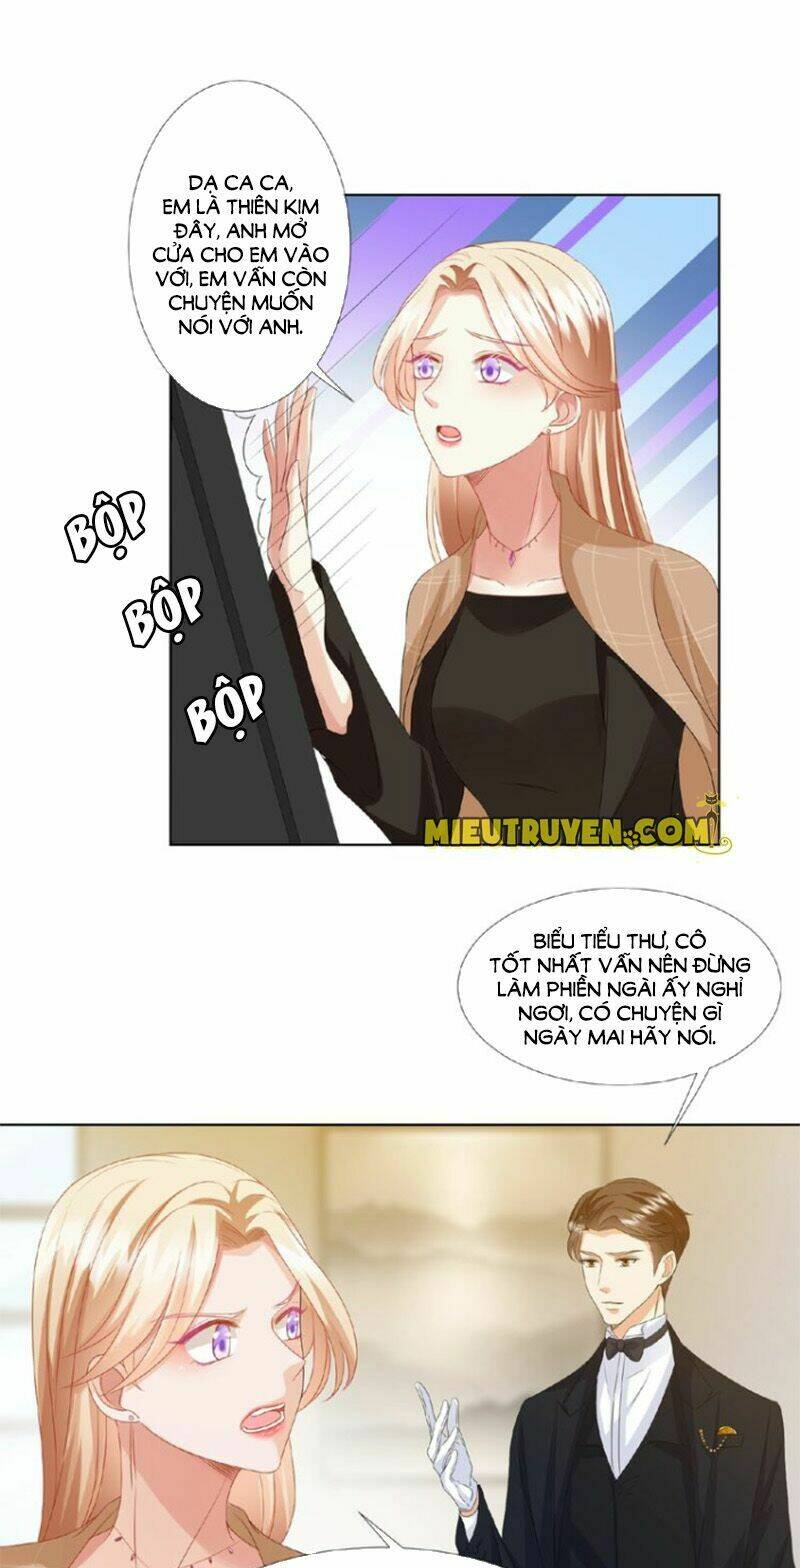 DẠ CA CA,
EM LÀ THIÊN KIM
ĐÂY, ANH MỞ
CỬA CHO EM VÀO
VỚI, EM VẪN CÒN
CHUYỆN MUỐN
NÓI VỚI ANH.
BỘP
BỘP
BỘP
MIEUTRUYEN.COM
BIỂU TIỂU THƯ, CÔ
TỐT NHẤT VẪN NÊN ĐỪNG
LÀM PHIỀN NGÀI ẤY NGHỈ
NGƠI, CÓ CHUYỆN GÌ
NGÀY MAI HÃY NÓI.